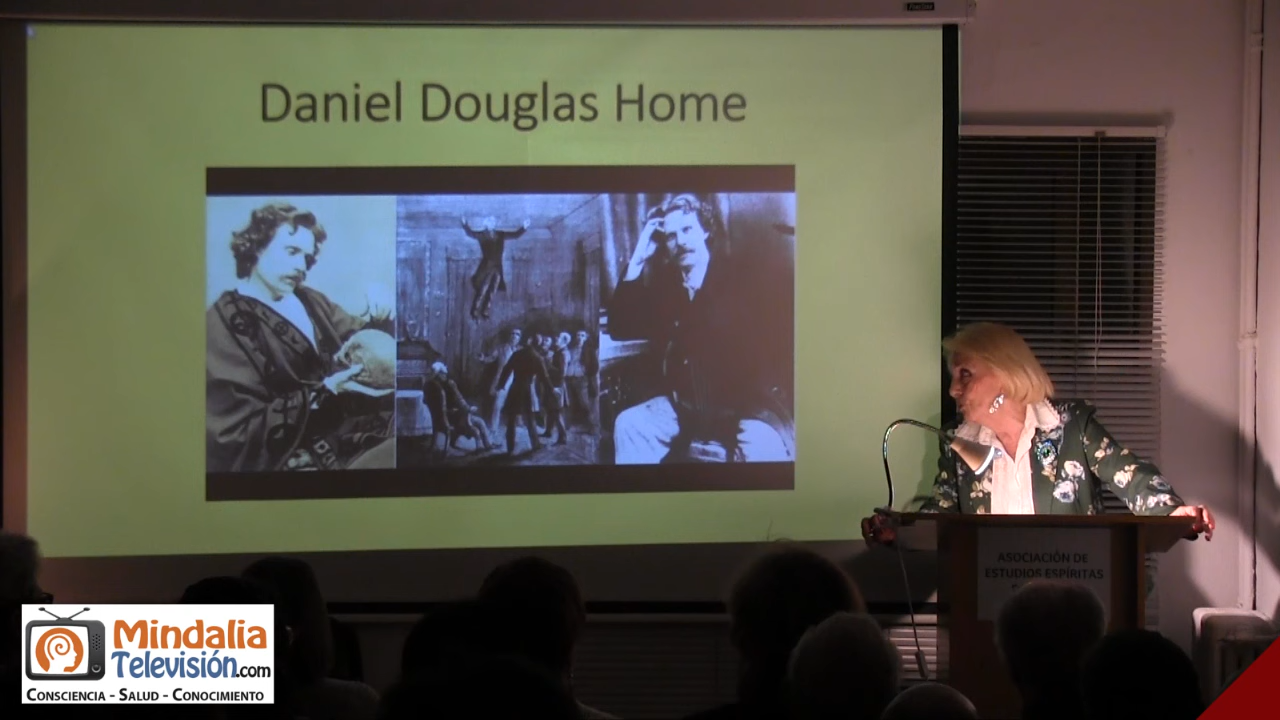 Daniel Douglas Home
ASOCIACIÓN DE
ESTUDIOS ESPÍRITAS
Mindalia
Televisión.com
CONSCIENCIA - SALUD - CONOCIMIENTO